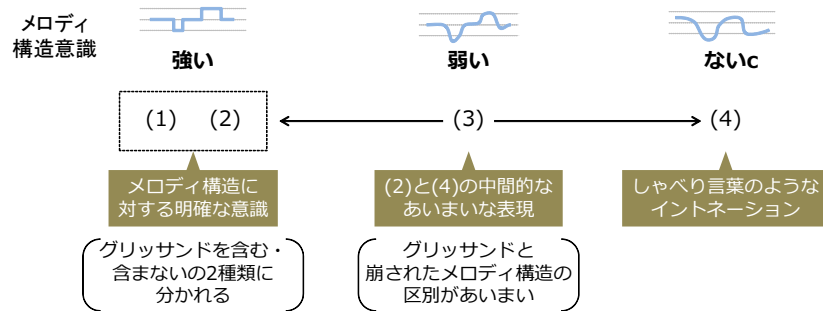 メロディ
構造意識
強い
弱い
ないc
(1)
(2)
(3)
(4)
メロディ構造に
対する明確な意識
(2)と(4)の中間的な
あいまいな表現
しゃべり言葉のような
イントネーション
グリッサンドを含む・
含まないの2種類に
分かれる
グリッサンドと
崩されたメロディ構造の
区別があいまい